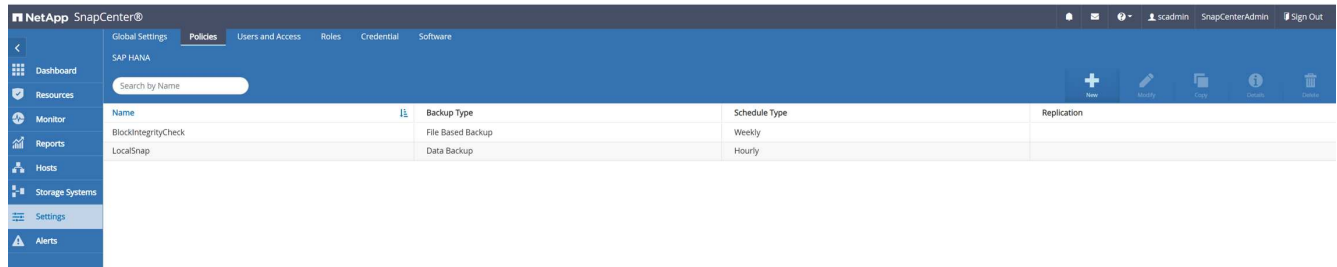 NetApp SnapCenter®
scadmin SnapCenterAdmin Sign Out
Global Settings Policies Users and Access Roles Credential Software
SAP HANA
Dashboard
Search by Name
New Modify Copy Details Delete
Resources
Name Backup Type Schedule Type Replication
Monitor
BlockIntegrityCheck File Based Backup Weekly
Reports
LocalSnap Data Backup Hourly
Hosts
Storage Systems
Settings
Alerts